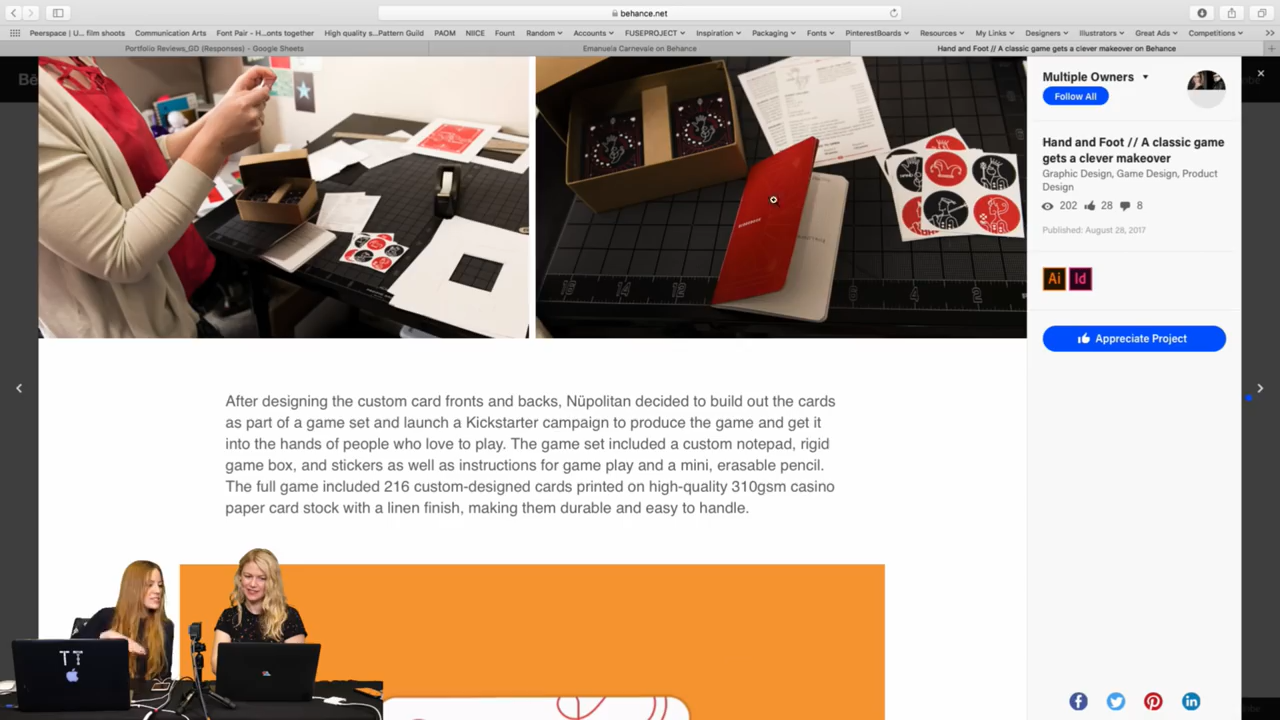 behance.net
Peerspace | U... film shoots
Communication Arts
Font Pair - H...onts together
High quality s...Pattern Guild
PAOM
NIICE
Fount
Random
Accounts
FUSEPROJECT
Inspiration
Packaging
Fonts
PinterestBoards
Resources
My Links
Designers
Illustrators
Great Ads
Competitions
Portfolio Reviews_GD (Responses) - Google Sheets
Emanuela Carnevale on Behance
Hand and Foot // A classic game gets a clever makeover on Behance
Multiple Owners
Follow All
Hand and Foot // A classic game
gets a clever makeover
Graphic Design, Game Design, Product
Design
202 28 8
Published: August 28, 2017
Ai Id
Appreciate Project
After designing the custom card fronts and backs, Nüpolitan decided to build out the cards
as part of a game set and launch a Kickstarter campaign to produce the game and get it
into the hands of people who love to play. The game set included a custom notepad, rigid
game box, and stickers as well as instructions for game play and a mini, erasable pencil.
The full game included 216 custom-designed cards printed on high-quality 310gsm casino
paper card stock with a linen finish, making them durable and easy to handle.